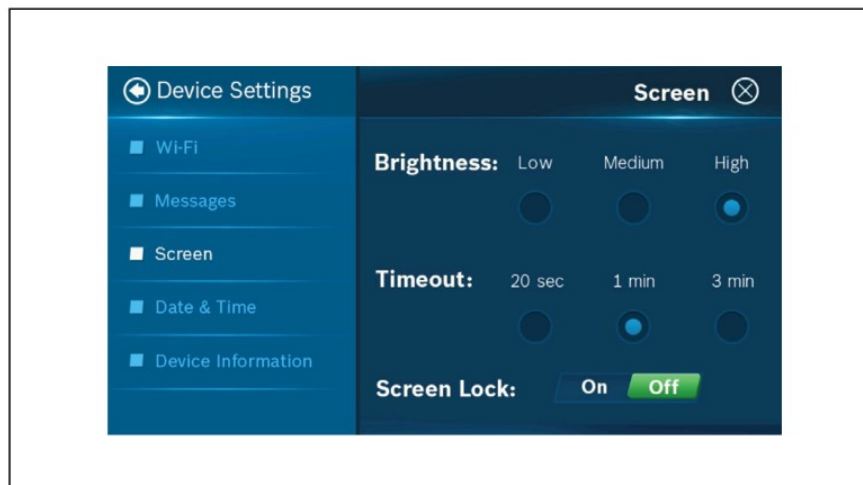 Device Settings
Wi-Fi
Messages
Screen
Date & Time
Device Information
Screen
Brightness: Low Medium High
Timeout: 20 sec 1 min 3 min
Screen Lock: On Off